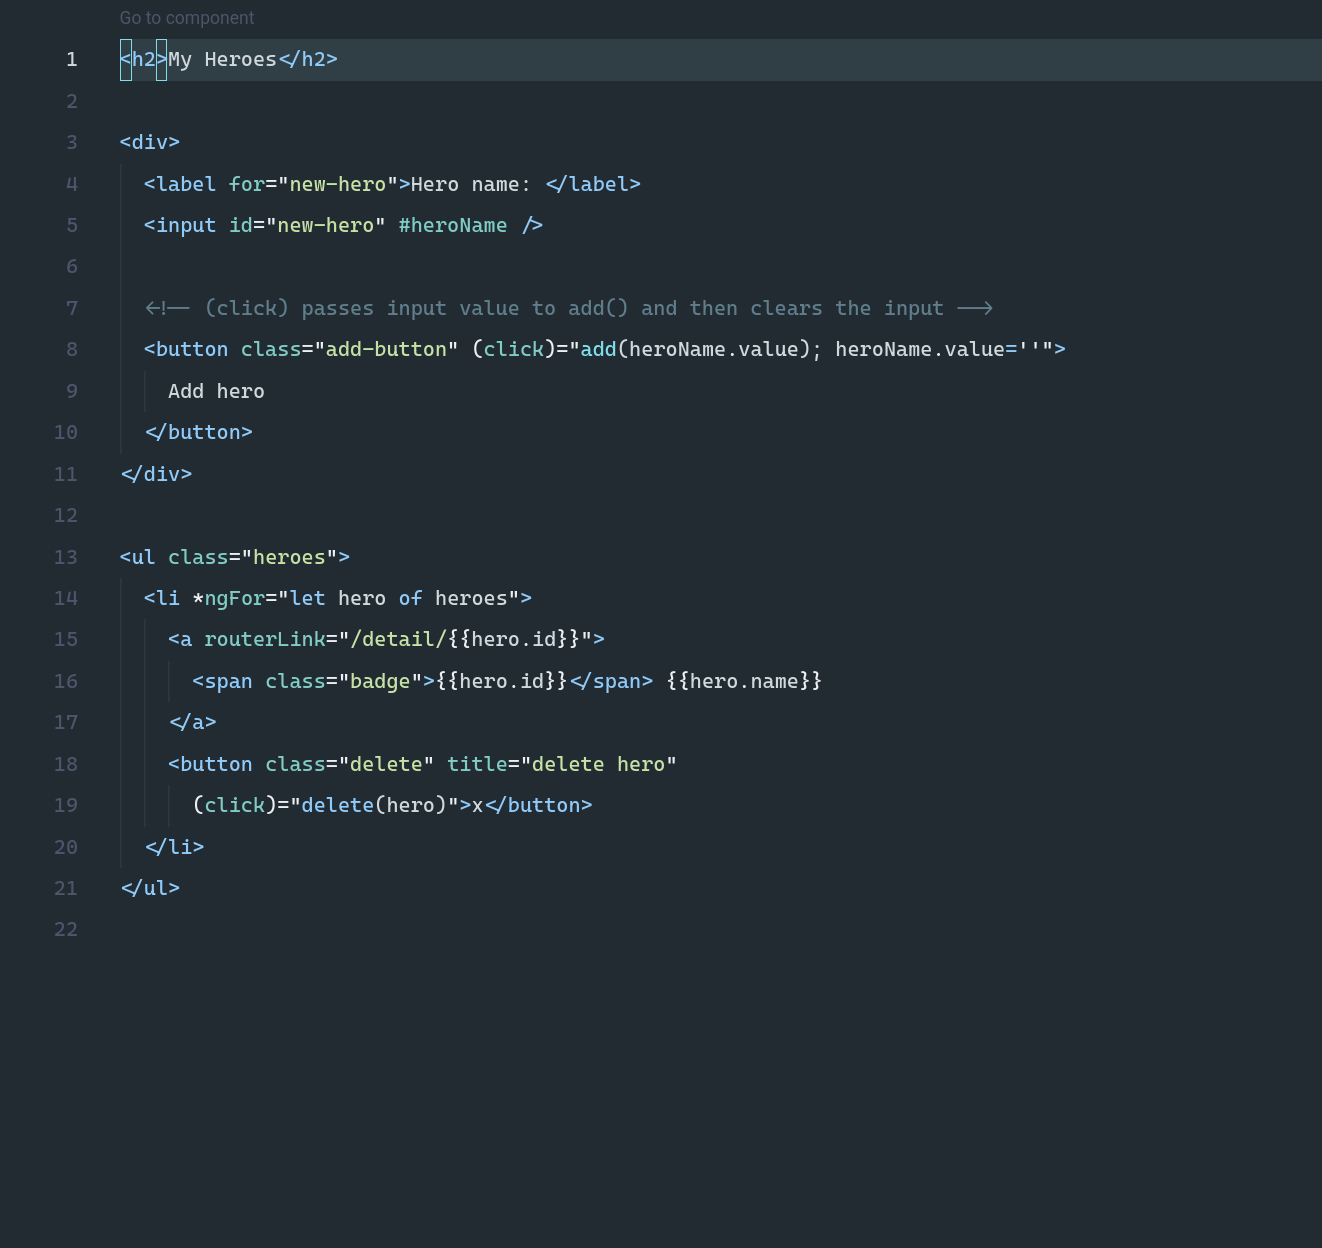 Go to component
1 <h2>My Heroes</h2>
2
3 <div>
4   <label for="new-hero">Hero name: </label>
5   <input id="new-hero" #heroName />
6
7   <!-- (click) passes input value to add() and then clears the input -->
8   <button class="add-button" (click)="add(heroName.value); heroName.value=''">
9     Add hero
10   </button>
11 </div>
12
13 <ul class="heroes">
14   <li *ngFor="let hero of heroes">
15     <a routerLink="/detail/{{hero.id}}">
16       <span class="badge">{{hero.id}}</span> {{hero.name}}
17     </a>
18     <button class="delete" title="delete hero"
19       (click)="delete(hero)">x</button>
20   </li>
21 </ul>
22